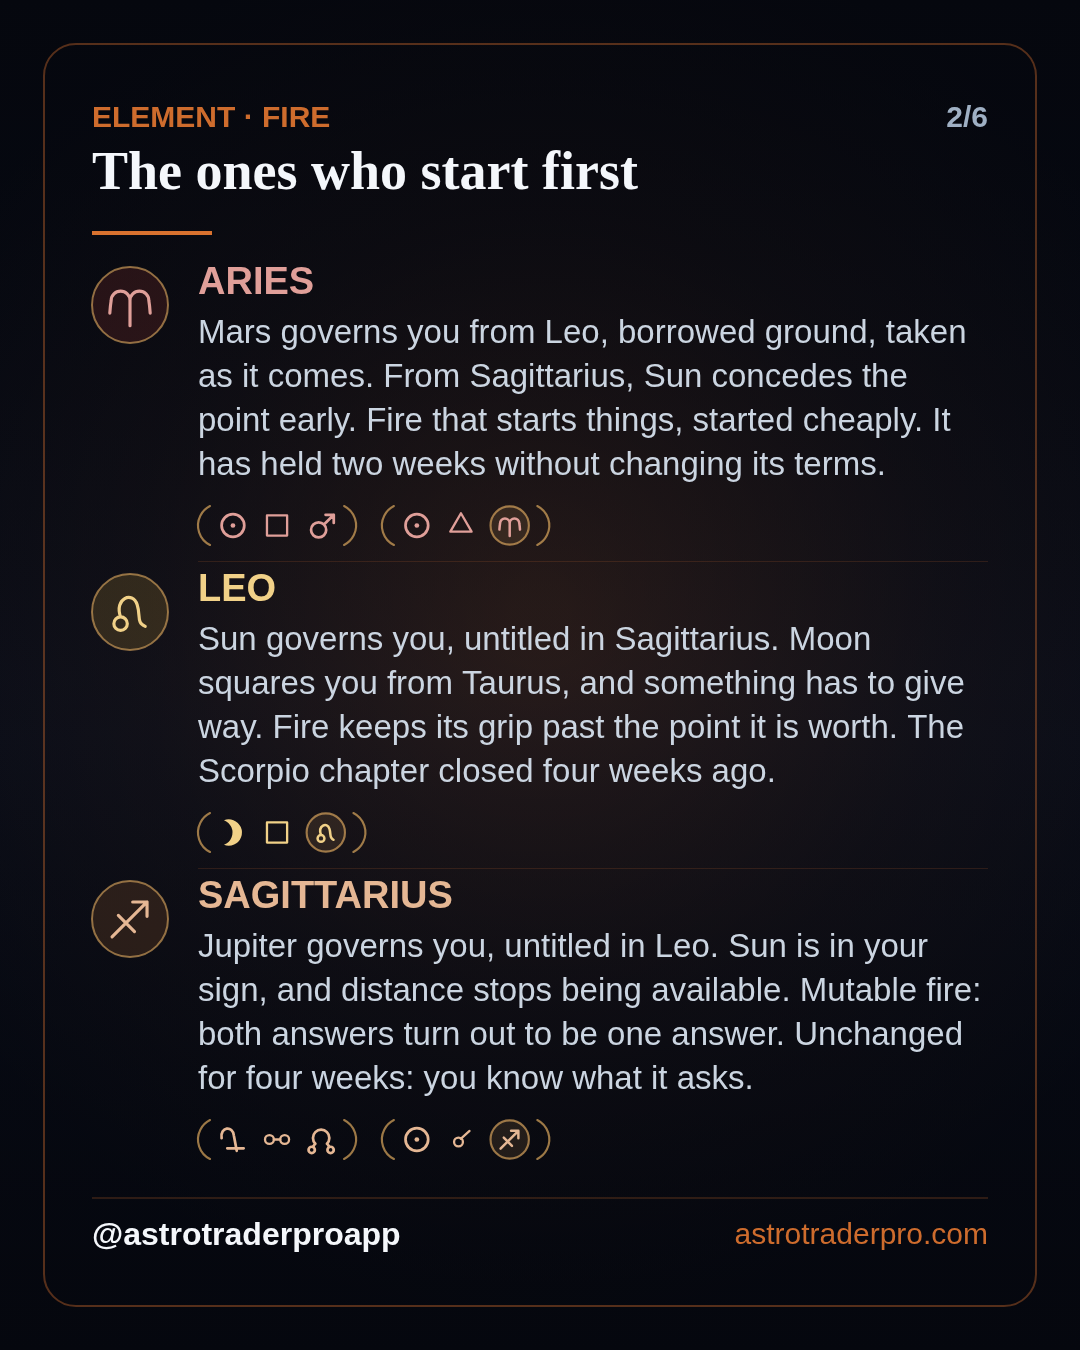 ELEMENT · FIRE
2/6
The ones who start first
ARIES
Mars governs you from Leo, borrowed ground, taken
as it comes. From Sagittarius, Sun concedes the
point early. Fire that starts things, started cheaply. It
has held two weeks without changing its terms.
LEO
Sun governs you, untitled in Sagittarius. Moon
squares you from Taurus, and something has to give
way. Fire keeps its grip past the point it is worth. The
Scorpio chapter closed four weeks ago.
SAGITTARIUS
Jupiter governs you, untitled in Leo. Sun is in your
sign, and distance stops being available. Mutable fire:
both answers turn out to be one answer. Unchanged
for four weeks: you know what it asks.
@astrotraderproapp
astrotraderpro.com